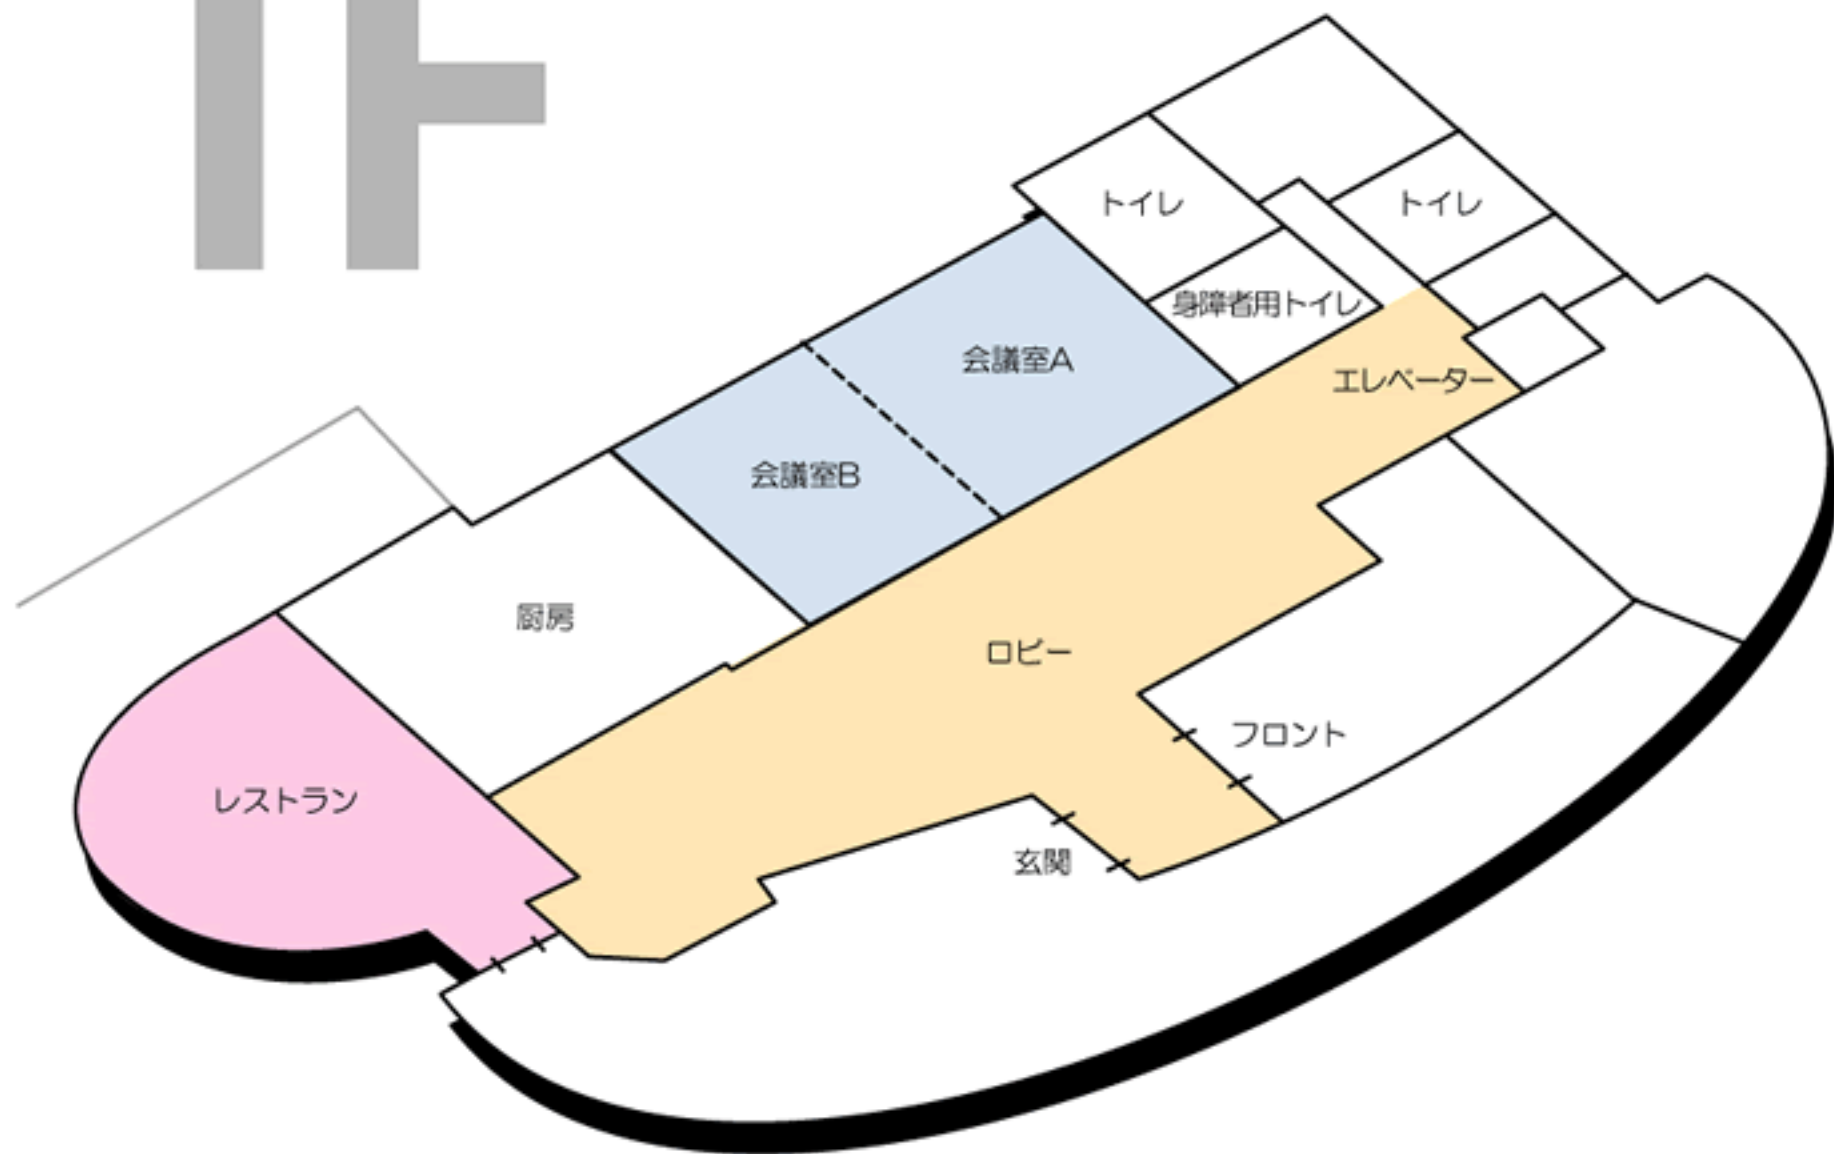 1F
トイレ
トイレ
身障者用トイレ
会議室A
エレベーター
会議室B
厨房
ロビー
フロント
レストラン
玄関